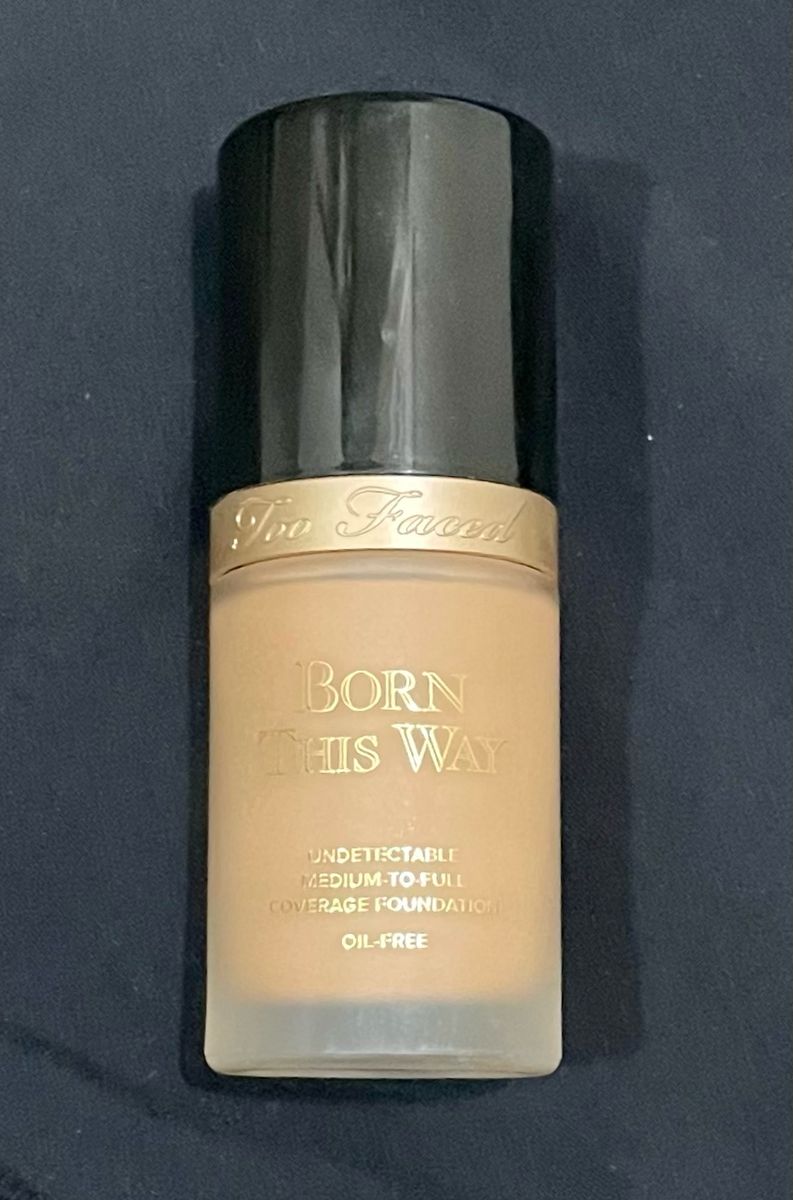 Too Faced
BORN
THIS WAY
UNDETECTABLE
MEDIUM-TO-FULL
COVERAGE FOUNDATION
OIL-FREE